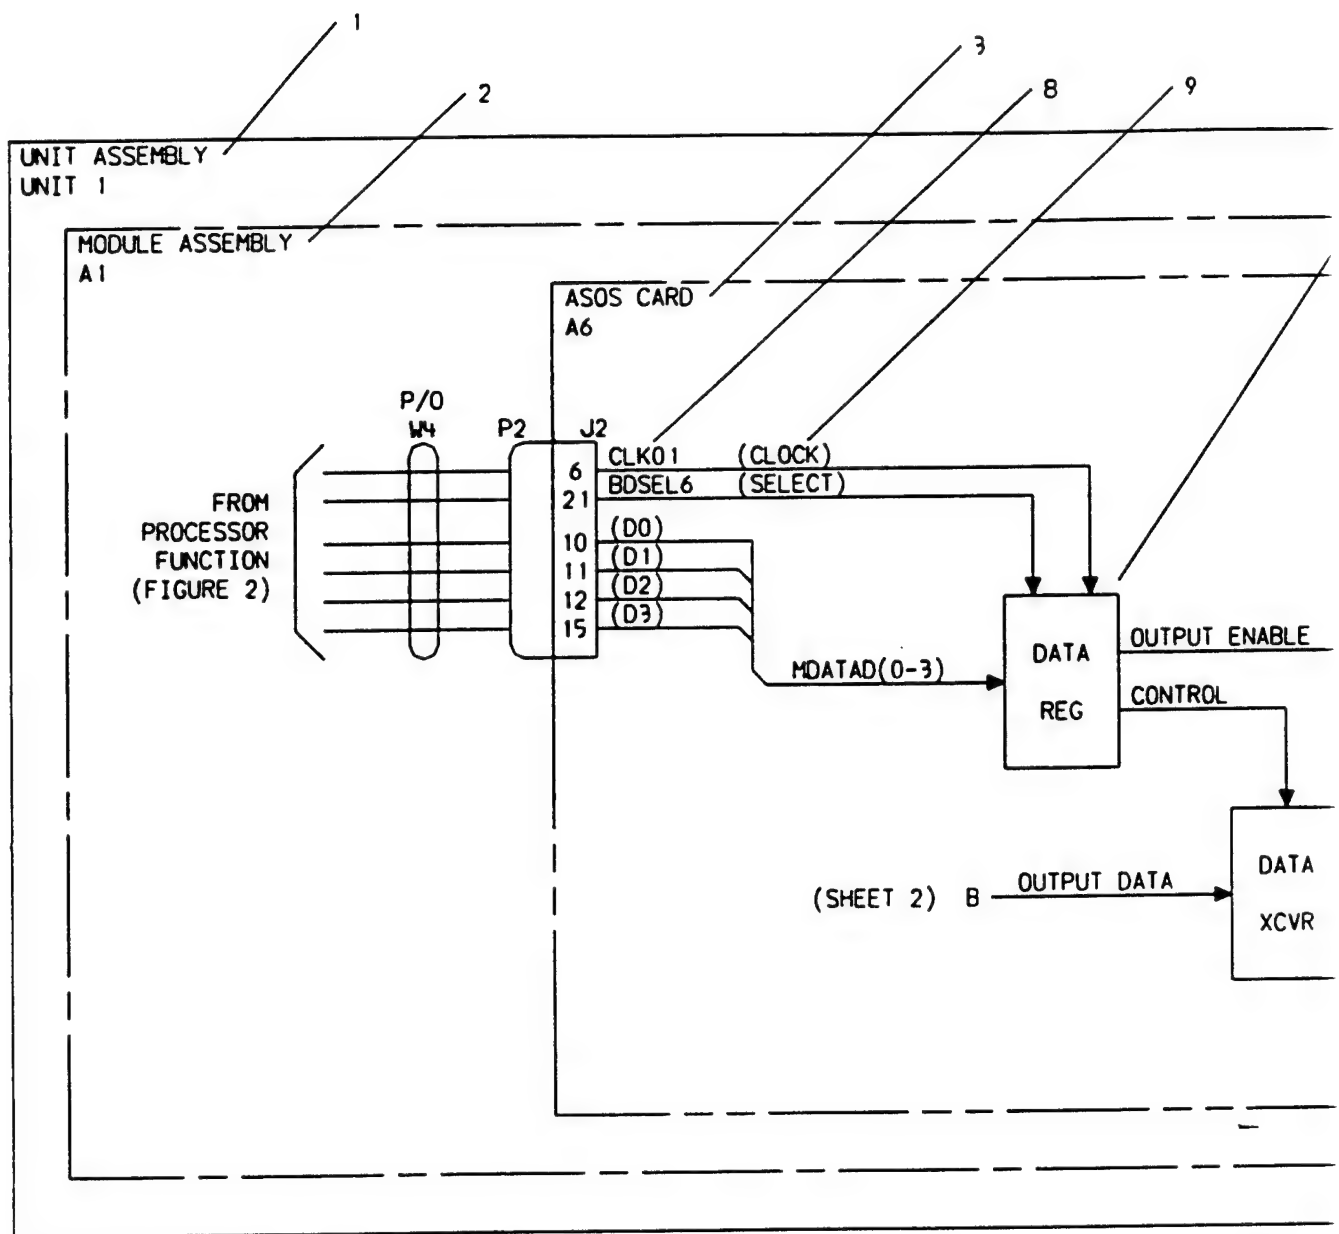 1
2
3
8
9
UNIT ASSEMBLY
UNIT 1
MODULE ASSEMBLY
A1
ASOS CARD
A6
P/O
W4
P2
J2
FROM
PROCESSOR
FUNCTION
(FIGURE 2)
6
CLK01
(CLOCK)
21
BDSEL6
(SELECT)
10
(D0)
11
(D1)
12
(D2)
15
(D3)
MDATAD(0-3)
DATA
REG
OUTPUT ENABLE
CONTROL
(SHEET 2) B
OUTPUT DATA
DATA
XCVR